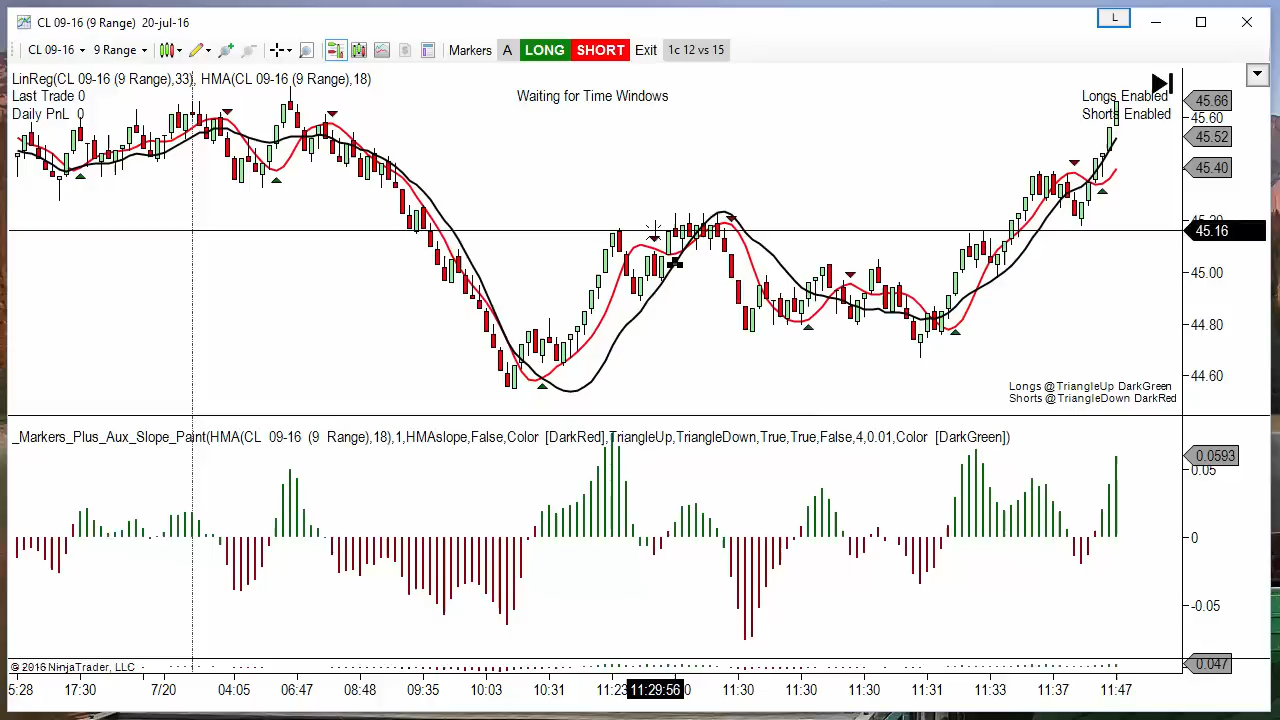 CL 09-16 (9 Range)  20-jul-16
L
CL 09-16  9 Range  Markers  A  LONG  SHORT  Exit  1c 12 vs 15
LinReg(CL 09-16 (9 Range),33), HMA(CL 09-16 (9 Range),18)
Last Trade 0
Waiting for Time Windows
Longs Enabled
Daily PnL  0
Shorts Enabled
45.66
45.60
45.52
45.40
45.16
45.00
44.80
44.60
Longs @TriangleUp DarkGreen
Shorts @TriangleDown DarkRed
_Markers_Plus_Aux_Slope_Paint(HMA(CL 09-16 (9 Range),18),1,HMAslope,False,Color [DarkRed],TriangleUp,TriangleDown,True,True,False,4,0.01,Color [DarkGreen])
0.0593
0.05
0
-0.05
© 2016 NinjaTrader, LLC
0.047
5:28  17:30  7/20  04:05  06:47  08:48  09:35  10:03  10:31  11:23  11:29:56  11:30  11:30  11:30  11:31  11:33  11:37  11:47